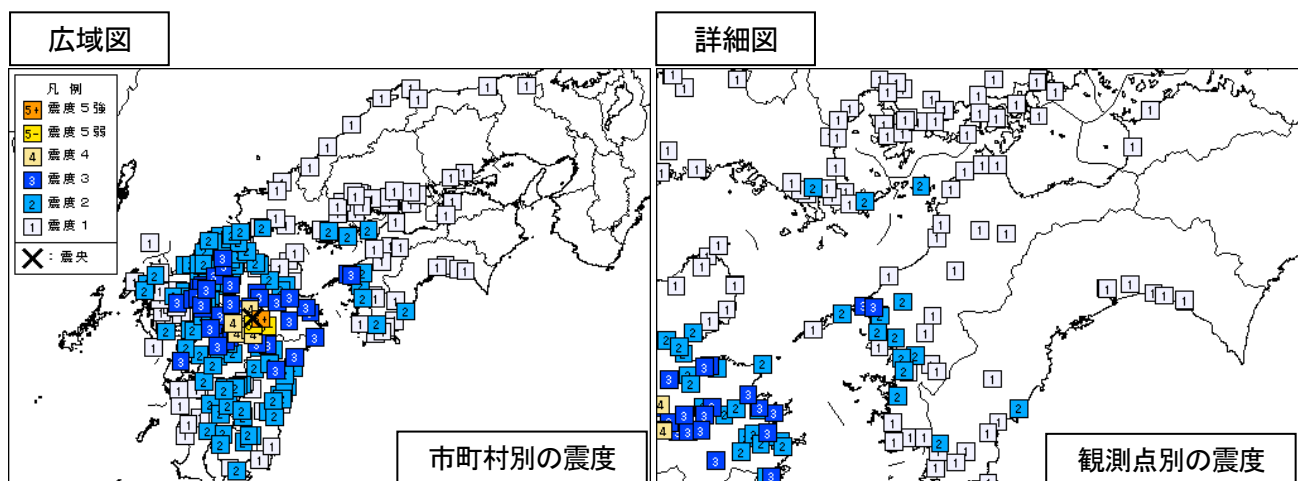 広域図
詳細図
凡 例
5+ 震度5強
5- 震度5弱
4 震度4
3 震度3
2 震度2
1 震度1
×:震央
市町村別の震度
観測点別の震度